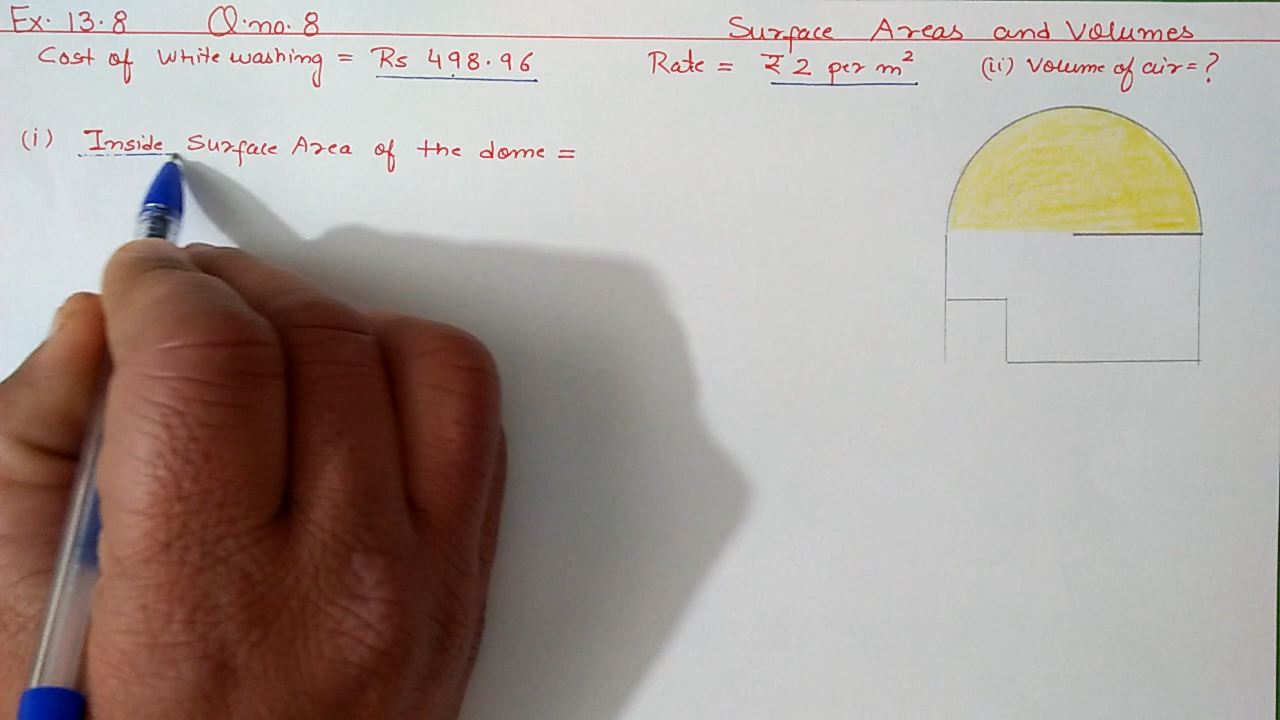 Ex. 13.8 Q.no. 8 Surface Areas and Volumes
Cost of white washing = Rs 498.96 Rate = ₹ 2 per m² (ii) Volume of air = ?
(i) Inside Surface Area of the dome =